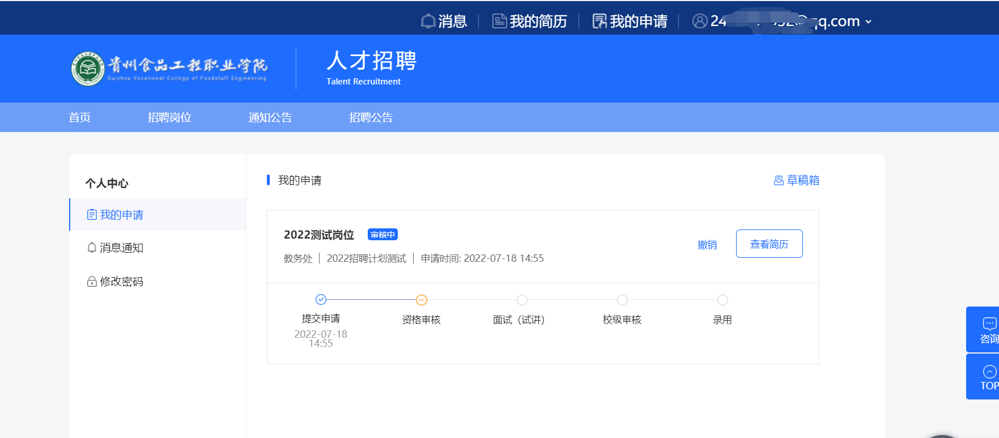 消息
我的简历
我的申请
24 qq.com
贵州食品工程职业学院
Guizhou Vocational College of Foodstuff Engineering
人才招聘
Talent Recruitment
首页 招聘岗位 通知公告 招聘公告
个人中心
我的申请
消息通知
修改密码
我的申请
草稿箱
2022测试岗位 审核中
教务处 2022招聘计划测试 申请时间: 2022-07-18 14:55
撤销
查看简历
提交申请
2022-07-18
14:55
资格审核
面试（试讲）
校级审核
录用
咨询
TOP